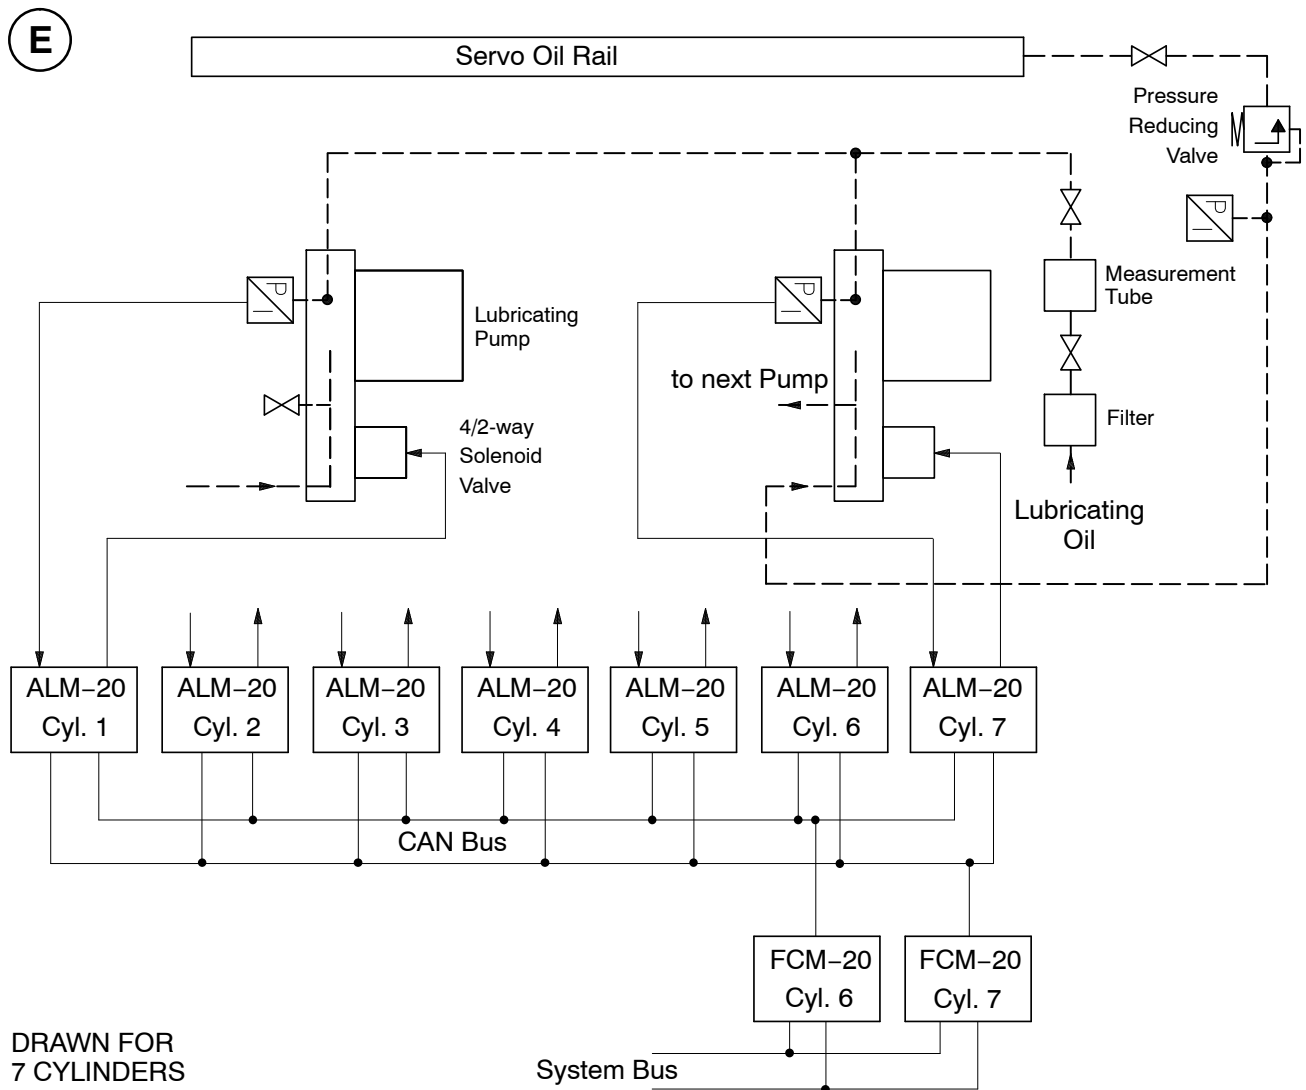 E
Servo Oil Rail
Pressure
Reducing
Valve
P
I
Measurement
Tube
P
I
Lubricating
Pump
P
I
to next Pump
Filter
4/2-way
Solenoid
Valve
Lubricating
Oil
ALM−20
Cyl. 1
ALM−20
Cyl. 2
ALM−20
Cyl. 3
ALM−20
Cyl. 4
ALM−20
Cyl. 5
ALM−20
Cyl. 6
ALM−20
Cyl. 7
CAN Bus
FCM−20
Cyl. 6
FCM−20
Cyl. 7
DRAWN FOR
7 CYLINDERS
System Bus